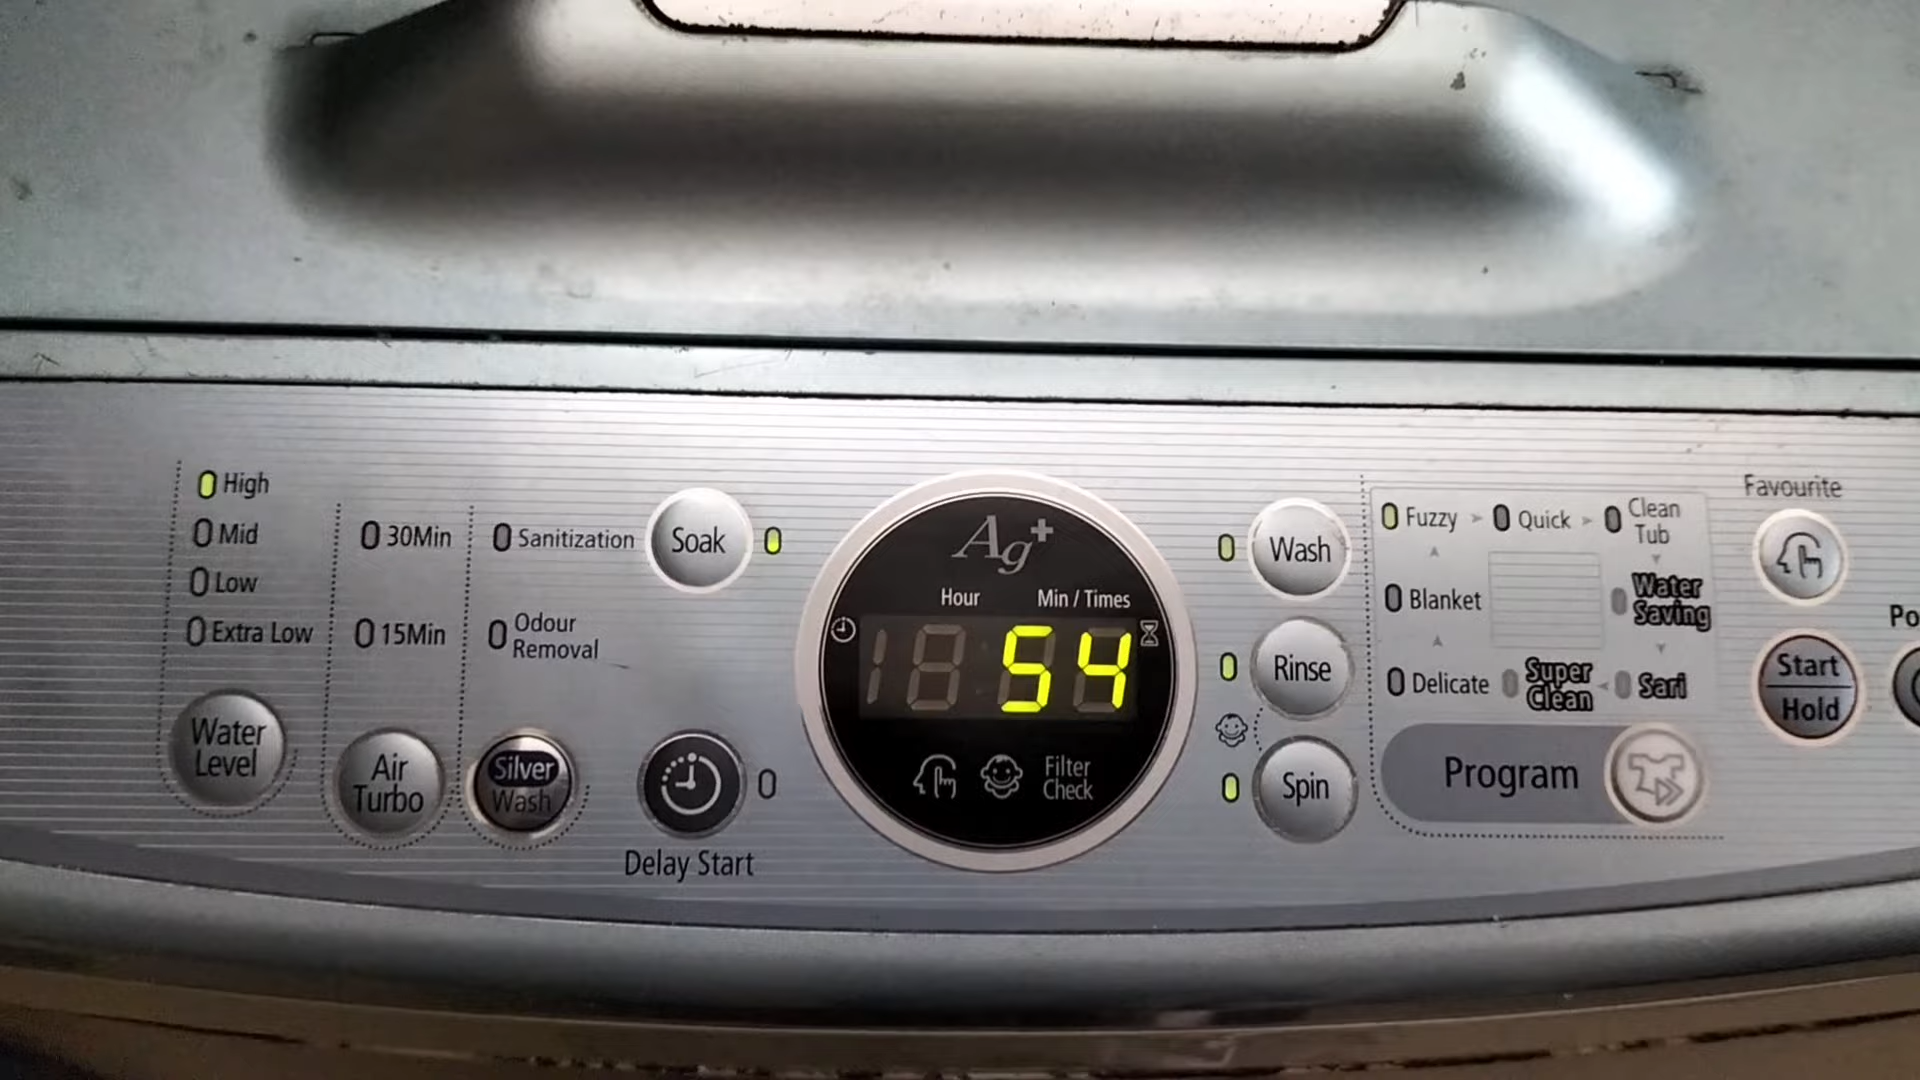 High
Mid
Low
Extra Low
Water
Level
30Min
15Min
Air
Turbo
Sanitization
Odour
Removal
Silver
Wash
Soak
Delay Start
Ag+
Hour Min / Times
54
Filter
Check
Wash
Rinse
Spin
Fuzzy
Quick
Clean
Tub
Blanket
Water
Saving
Delicate
Super
Clean
Sari
Program
Favourite
Start
Hold
Po